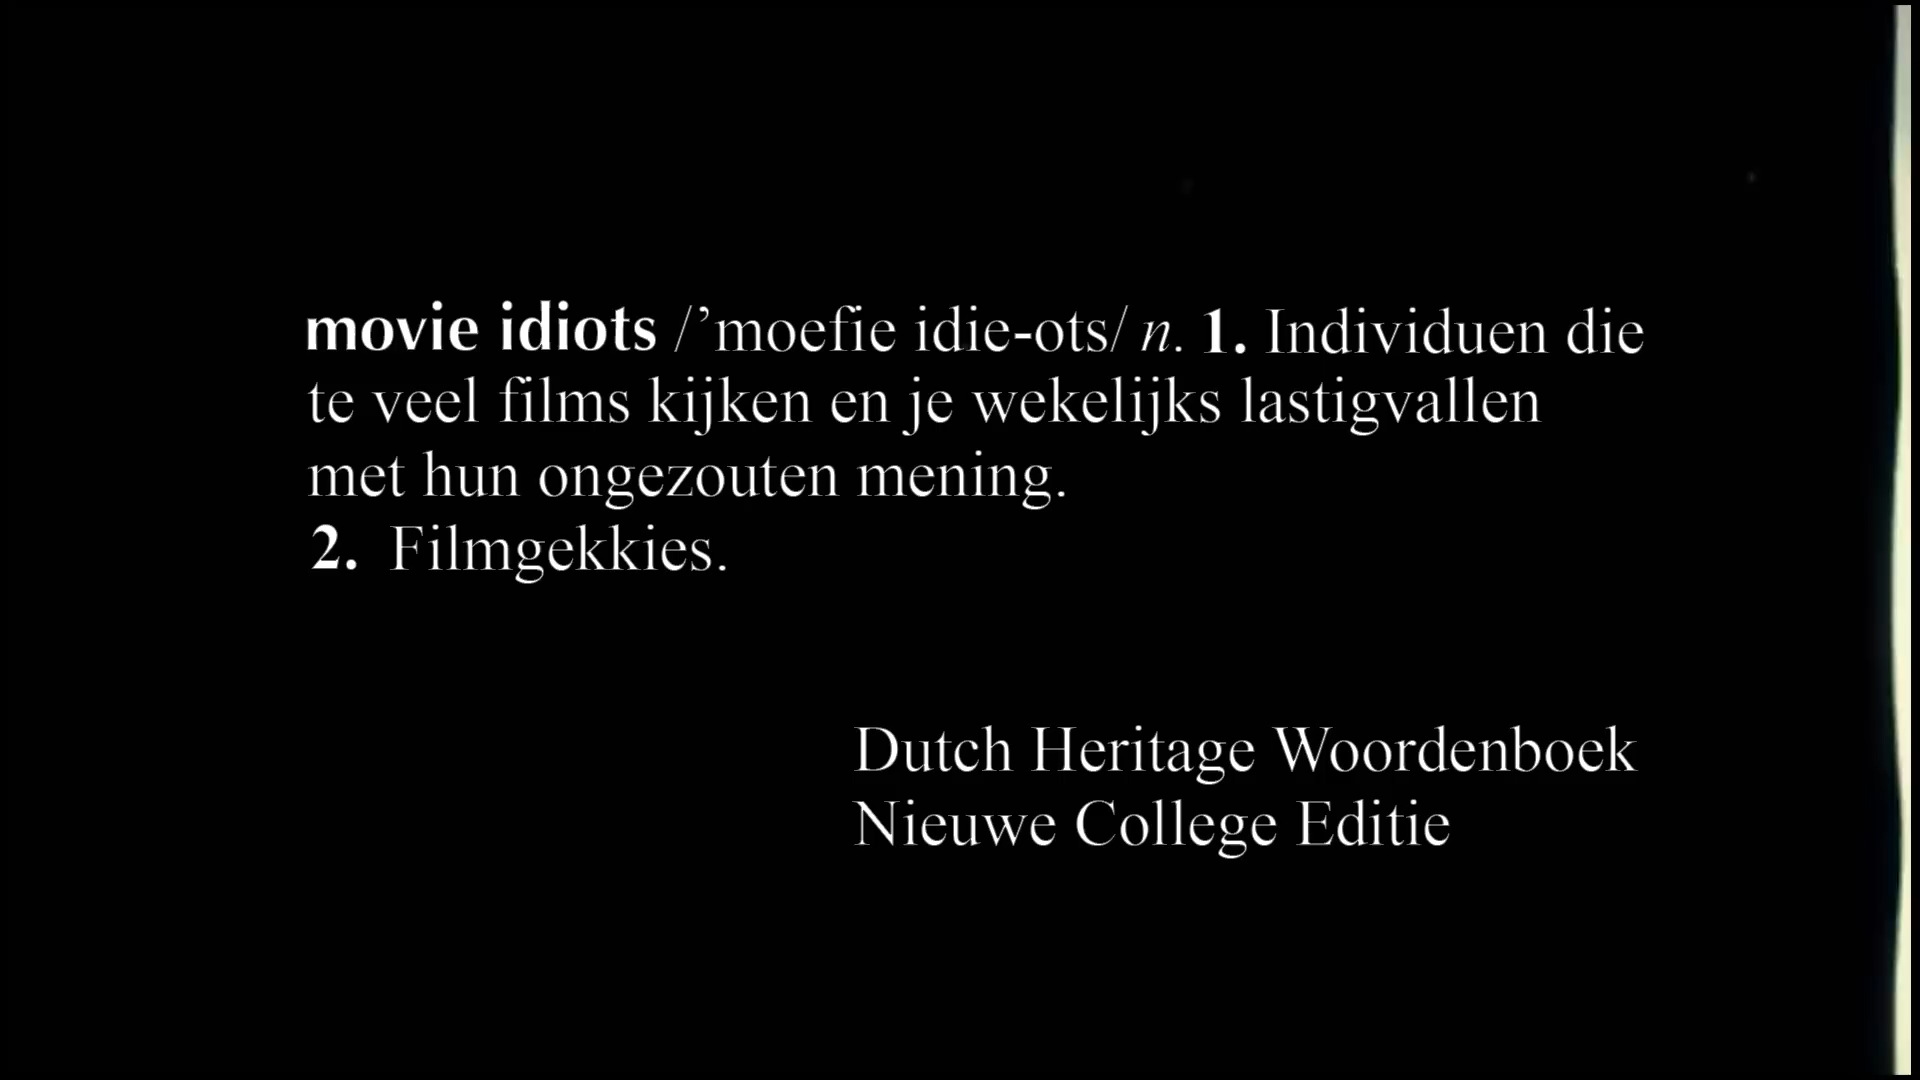 movie idiots /’moefie idie-ots/ n. 1. Individuen die
te veel films kijken en je wekelijks lastigvallen
met hun ongezouten mening.
2. Filmgekkies.
Dutch Heritage Woordenboek
Nieuwe College Editie